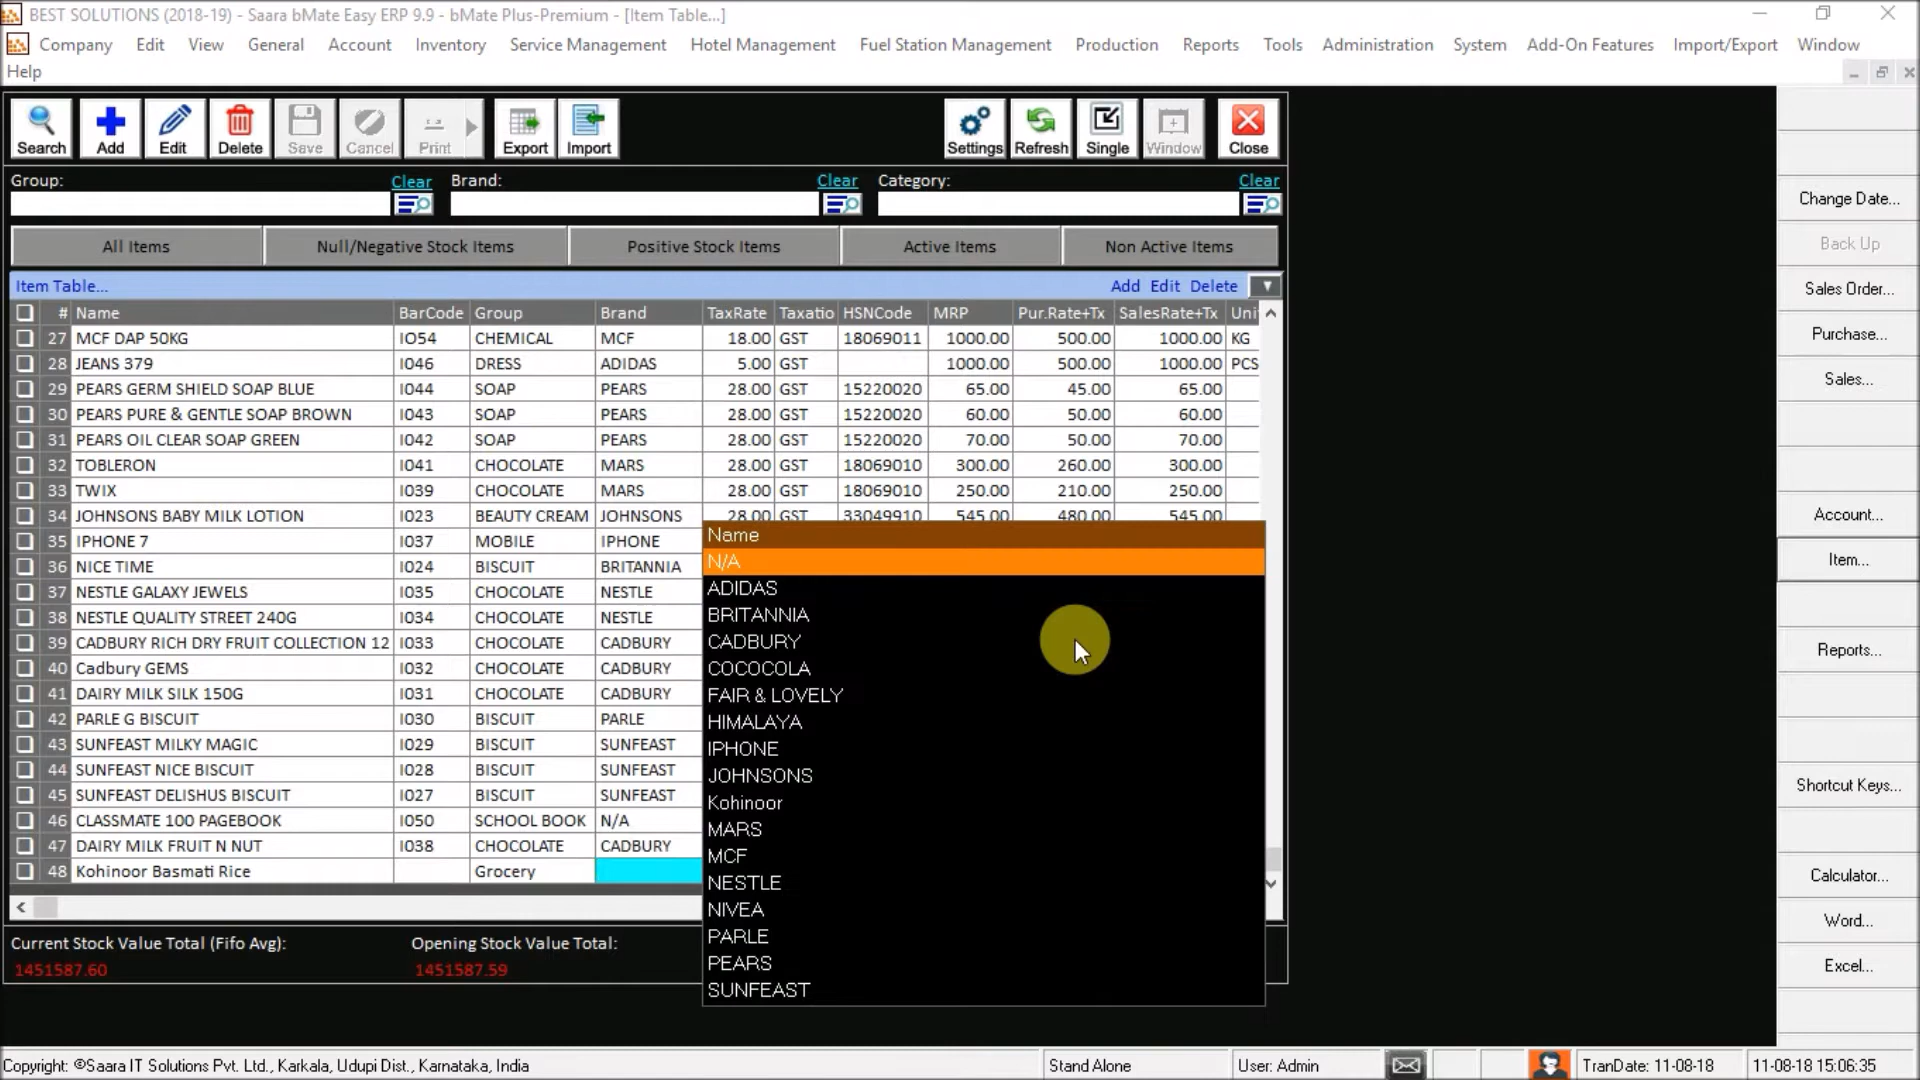 BEST SOLUTIONS (2018-19) - Saara bMate Easy ERP 9.9 - bMate Plus-Premium - [Item Table...]
Company Edit View General Account Inventory Service Management Hotel Management Fuel Station Management Production Reports Tools Administration System Add-On Features Import/Export Window
Help
Search Add Edit Delete Save Cancel Print Export Import Settings Refresh Single Window Close
Group: Clear Brand: Clear Category: Clear
All Items Null/Negative Stock Items Positive Stock Items Active Items Non Active Items
Item Table... Add Edit Delete
# Name BarCode Group Brand TaxRate Taxatio HSNCode MRP Pur.Rate+Tx SalesRate+Tx Uni
27 MCF DAP 50KG IO54 CHEMICAL MCF 18.00 GST 18069011 1000.00 500.00 1000.00 KG
28 JEANS 379 I046 DRESS ADIDAS 5.00 GST 1000.00 500.00 1000.00 PCS
29 PEARS GERM SHIELD SOAP BLUE I044 SOAP PEARS 28.00 GST 15220020 65.00 45.00 65.00
30 PEARS PURE & GENTLE SOAP BROWN I043 SOAP PEARS 28.00 GST 15220020 60.00 50.00 60.00
31 PEARS OIL CLEAR SOAP GREEN I042 SOAP PEARS 28.00 GST 15220020 70.00 50.00 70.00
32 TOBLERON I041 CHOCOLATE MARS 28.00 GST 18069010 300.00 260.00 300.00
33 TWIX I039 CHOCOLATE MARS 28.00 GST 18069010 250.00 210.00 250.00
34 JOHNSONS BABY MILK LOTION I023 BEAUTY CREAM JOHNSONS 28.00 GST 33049910 545.00 480.00 545.00
35 IPHONE 7 I037 MOBILE IPHONE
36 NICE TIME I024 BISCUIT BRITANNIA
37 NESTLE GALAXY JEWELS I035 CHOCOLATE NESTLE
38 NESTLE QUALITY STREET 240G I034 CHOCOLATE NESTLE
39 CADBURY RICH DRY FRUIT COLLECTION 12 I033 CHOCOLATE CADBURY
40 Cadbury GEMS I032 CHOCOLATE CADBURY
41 DAIRY MILK SILK 150G I031 CHOCOLATE CADBURY
42 PARLE G BISCUIT I030 BISCUIT PARLE
43 SUNFEAST MILKY MAGIC I029 BISCUIT SUNFEAST
44 SUNFEAST NICE BISCUIT I028 BISCUIT SUNFEAST
45 SUNFEAST DELISHUS BISCUIT I027 BISCUIT SUNFEAST
46 CLASSMATE 100 PAGEBOOK I050 SCHOOL BOOK N/A
47 DAIRY MILK FRUIT N NUT I038 CHOCOLATE CADBURY
48 Kohinoor Basmati Rice Grocery
Name
N/A
ADIDAS
BRITANNIA
CADBURY
COCOCOLA
FAIR & LOVELY
HIMALAYA
IPHONE
JOHNSONS
Kohinoor
MARS
MCF
NESTLE
NIVEA
PARLE
PEARS
SUNFEAST
Current Stock Value Total (Fifo Avg): Opening Stock Value Total:
1451587.60 1451587.59
Change Date...
Back Up
Sales Order...
Purchase...
Sales...
Account...
Item...
Reports...
Shortcut Keys...
Calculator...
Word...
Excel...
Copyright: ©Saara IT Solutions Pvt. Ltd., Karkala, Udupi Dist., Karnataka, India Stand Alone User: Admin TranDate: 11-08-18 11-08-18 15:06:35